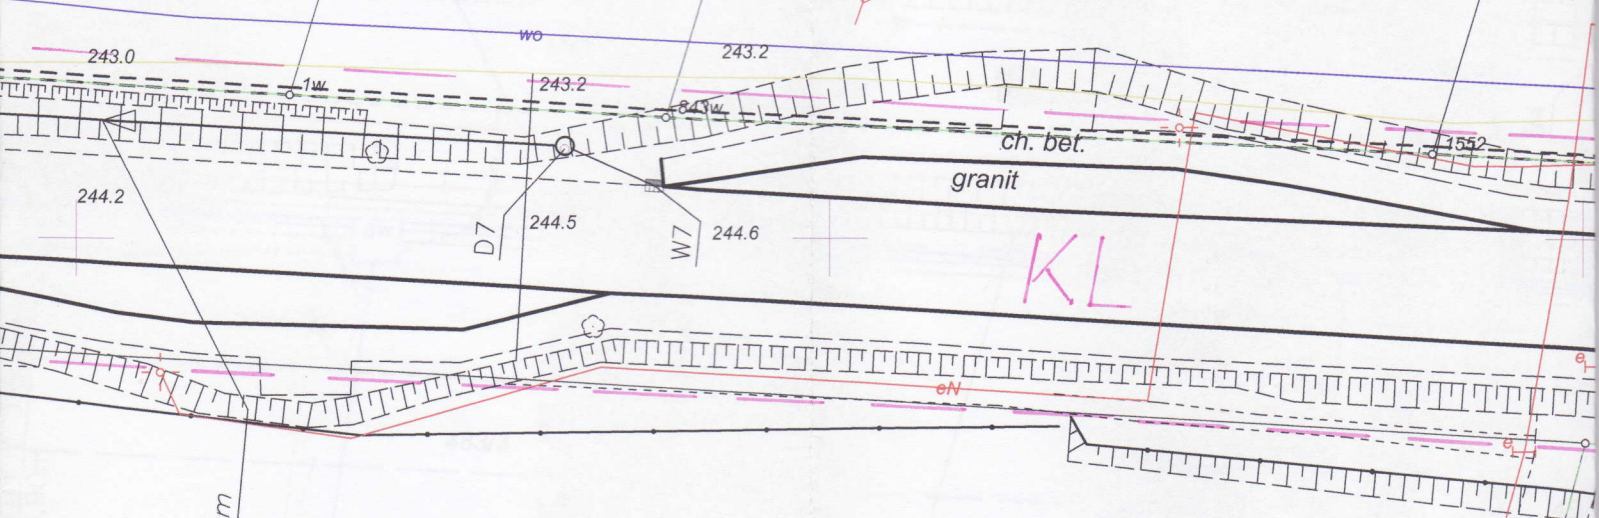 wo
243.0
243.2
1w
243.2
843w
1552
ch. bet.
granit
244.2
D7
244.5
W7
244.6
KL
e
eN
e
m